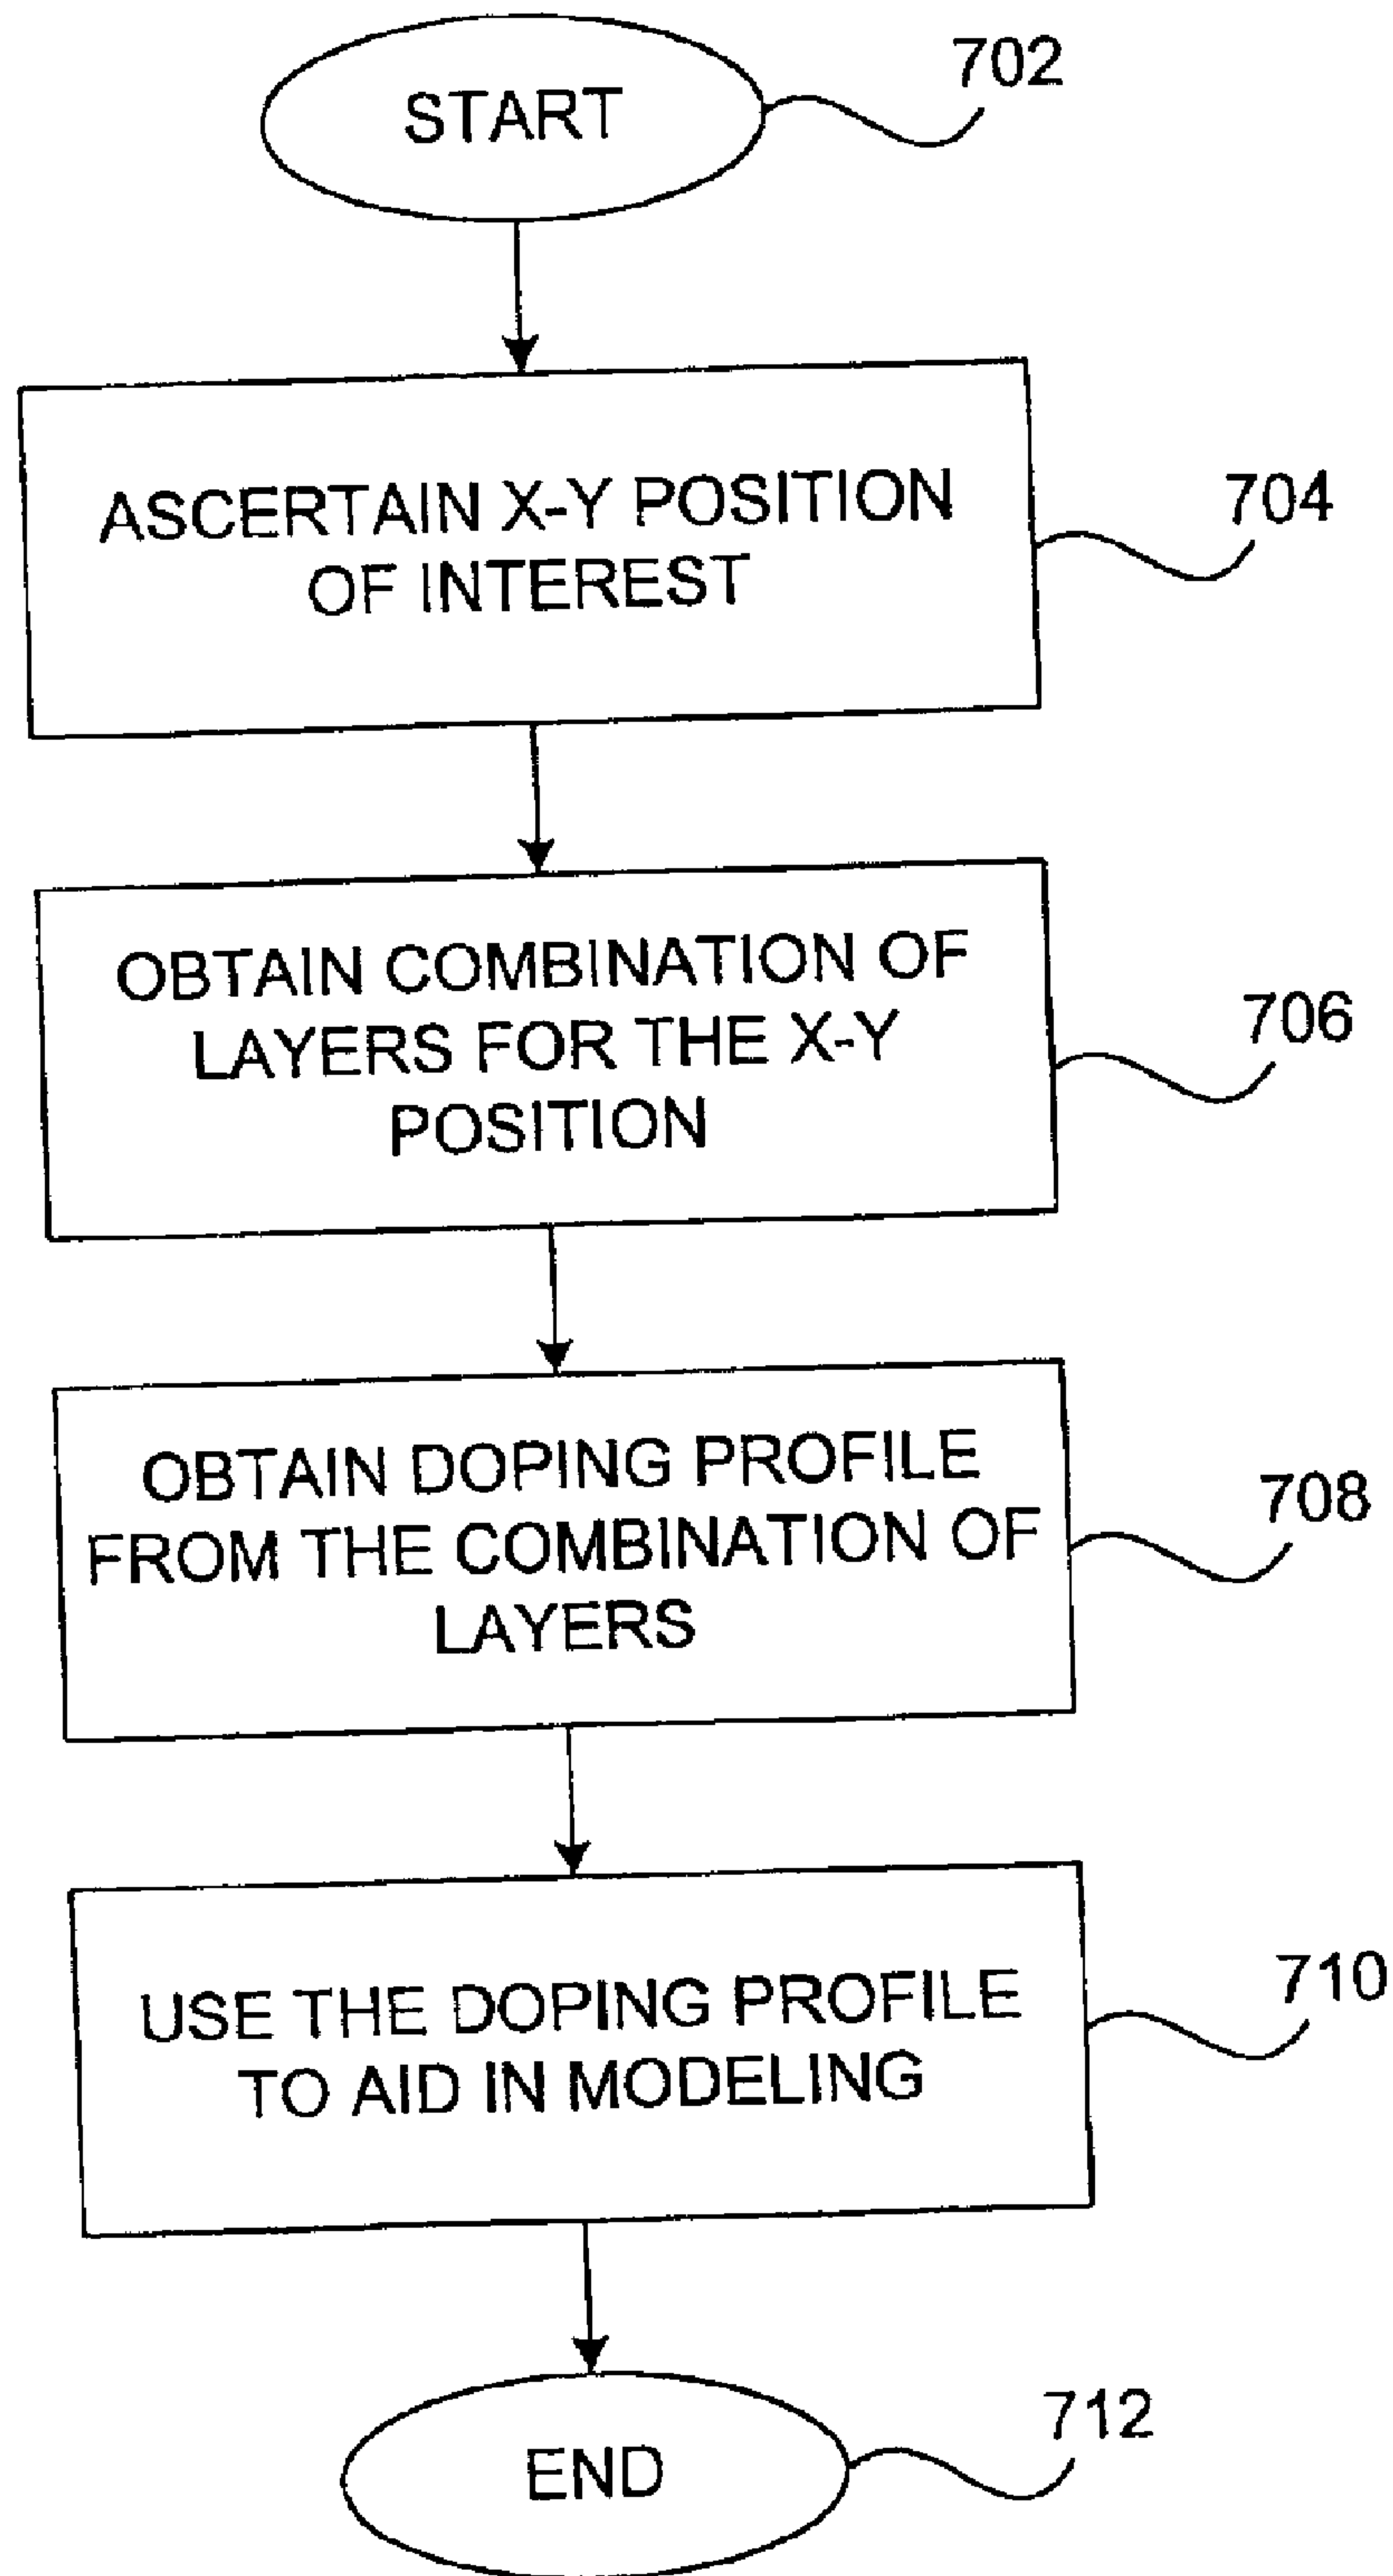 START
702
ASCERTAIN X-Y POSITION
OF INTEREST
704
OBTAIN COMBINATION OF
LAYERS FOR THE X-Y
POSITION
706
OBTAIN DOPING PROFILE
FROM THE COMBINATION OF
LAYERS
708
USE THE DOPING PROFILE
TO AID IN MODELING
710
END
712